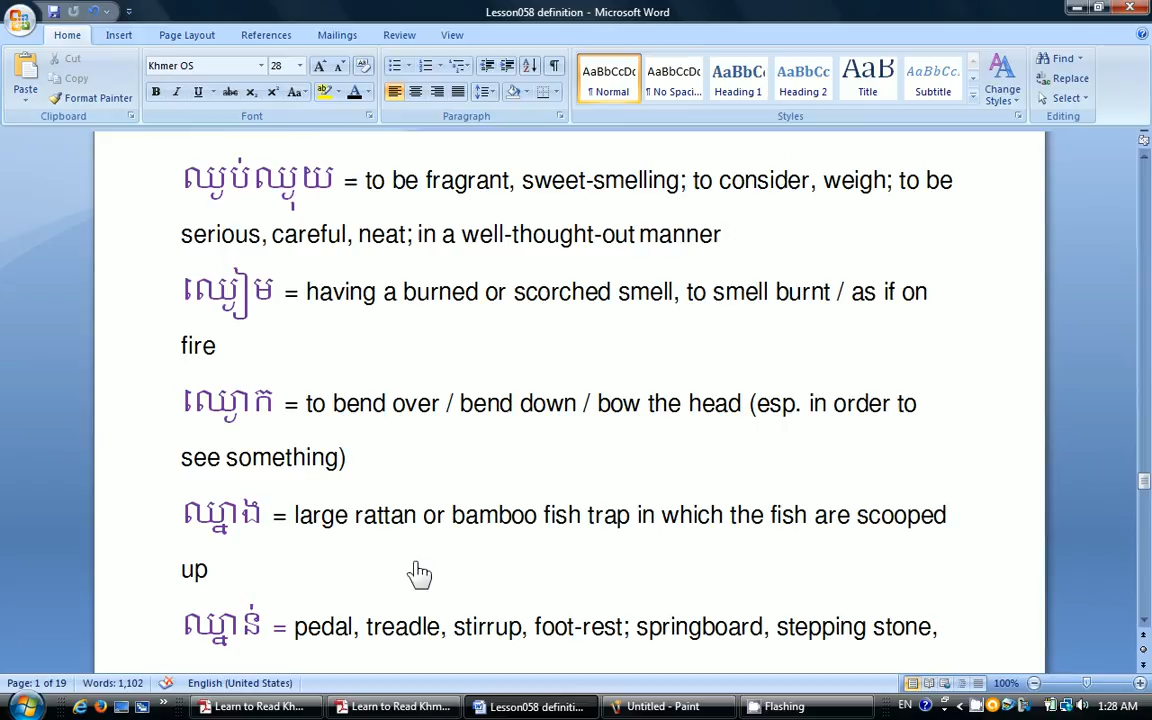 Lesson058 definition - Microsoft Word
Home Insert Page Layout References Mailings Review View
Paste Cut Copy Format Painter
Khmer OS 28
AaBbCcDd AaBbCcDd AaBbC AaBbCc AaB AaBbCc.
¶ Normal ¶ No Spaci... Heading 1 Heading 2 Title Subtitle
Change Styles
Find Replace Select
Clipboard Font Paragraph Styles Editing
ឈ្ងប់ឈ្ងុយ = to be fragrant, sweet-smelling; to consider, weigh; to be
serious, careful, neat; in a well-thought-out manner
ឈ្ងៀម = having a burned or scorched smell, to smell burnt / as if on
fire
ឈ្ងោក = to bend over / bend down / bow the head (esp. in order to
see something)
ឈ្នាង = large rattan or bamboo fish trap in which the fish are scooped
up
ឈ្នាន់ = pedal, treadle, stirrup, foot-rest; springboard, stepping stone,
Page: 1 of 19 Words: 1,102 English (United States) 100%
Learn to Read Kh... Learn to Read Khm... Lesson058 definiti... Untitled - Paint Flashing EN 1:28 AM